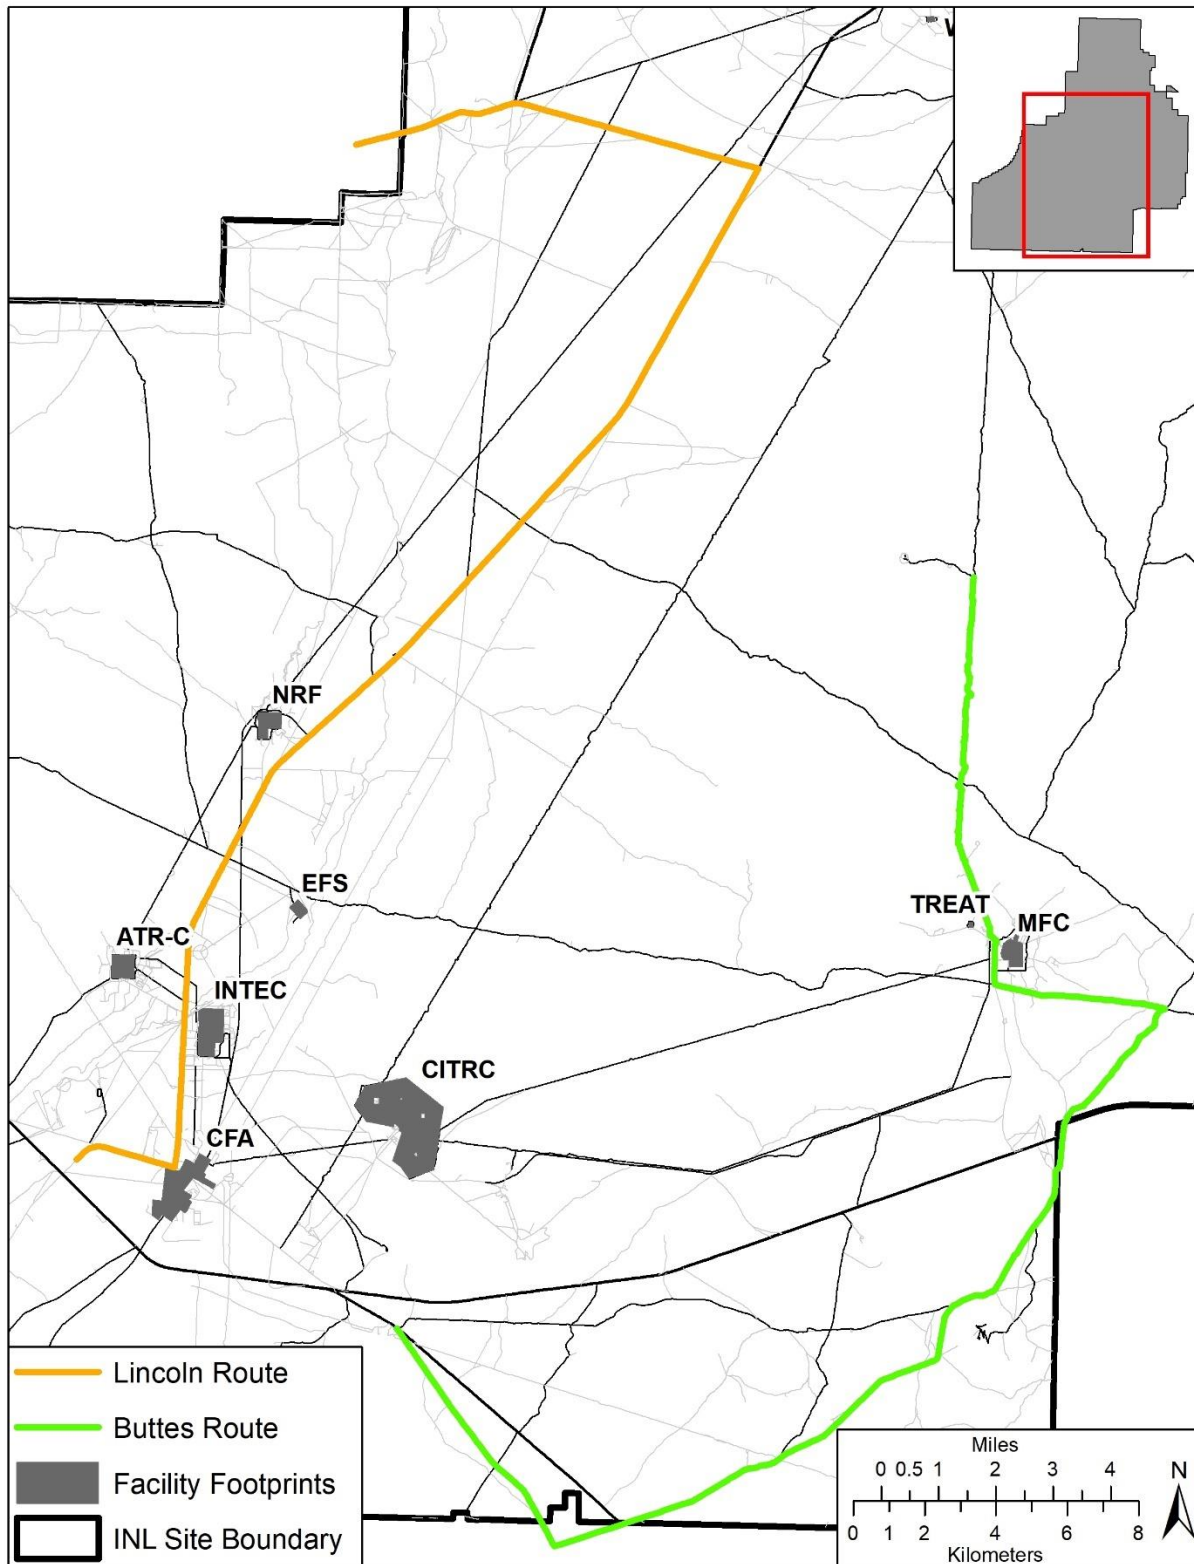 NRF
EFS
ATR-C
INTEC
TREAT
MFC
CITRC
CFA
Lincoln Route
Buttes Route
Facility Footprints
INL Site Boundary
Miles
0 0.5 1 2 3 4
0 1 2 4 6 8
Kilometers
N